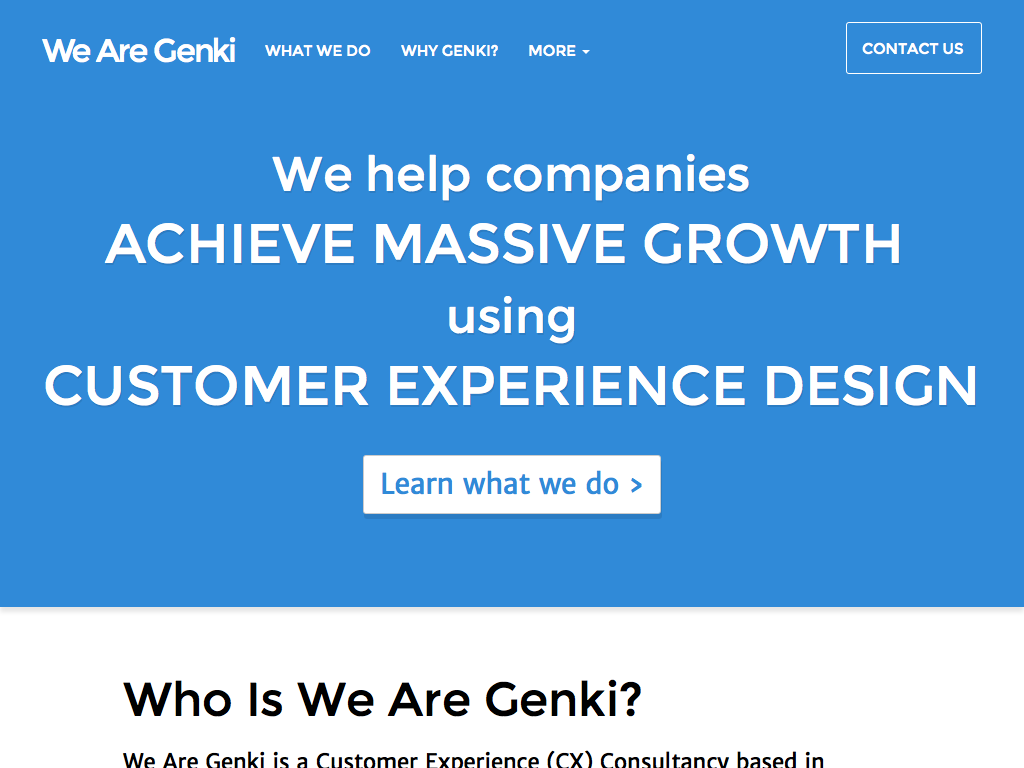 We Are Genki
WHAT WE DO
WHY GENKI?
MORE
CONTACT US
We help companies
ACHIEVE MASSIVE GROWTH
using
CUSTOMER EXPERIENCE DESIGN
Learn what we do >
Who Is We Are Genki?
We Are Genki is a Customer Experience (CX) Consultancy based in